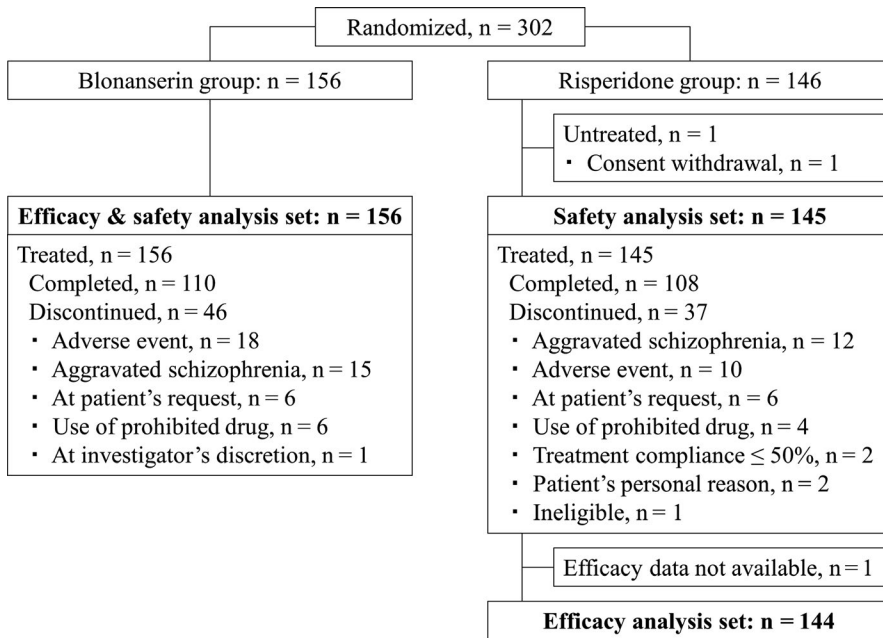 Randomized, n = 302
Blonanserin group: n = 156
Risperidone group: n = 146
Untreated, n = 1
・ Consent withdrawal, n = 1
Efficacy & safety analysis set: n = 156
Treated, n = 156
Completed, n = 110
Discontinued, n = 46
・ Adverse event, n = 18
・ Aggravated schizophrenia, n = 15
・ At patient’s request, n = 6
・ Use of prohibited drug, n = 6
・ At investigator’s discretion, n = 1
Safety analysis set: n = 145
Treated, n = 145
Completed, n = 108
Discontinued, n = 37
・ Aggravated schizophrenia, n = 12
・ Adverse event, n = 10
・ At patient’s request, n = 6
・ Use of prohibited drug, n = 4
・ Treatment compliance ≤ 50%, n = 2
・ Patient’s personal reason, n = 2
・ Ineligible, n = 1
Efficacy data not available, n = 1
Efficacy analysis set: n = 144